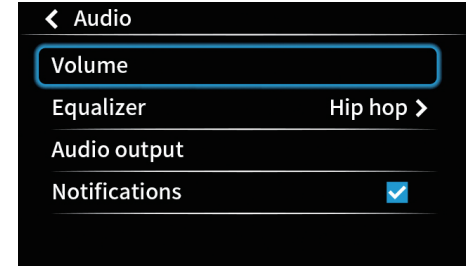 Audio
Volume
Equalizer Hip hop
Audio output
Notifications